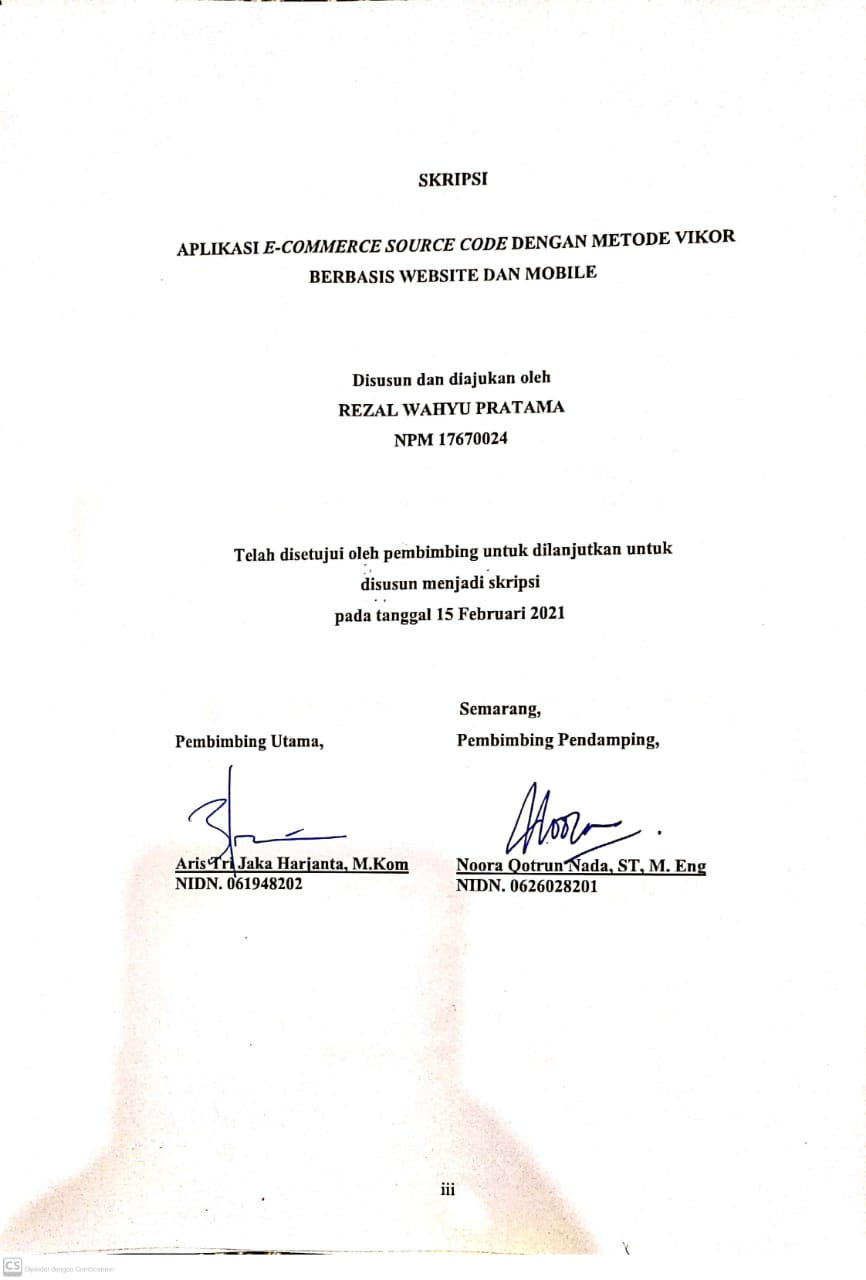 SKRIPSI
APLIKASI E-COMMERCE SOURCE CODE DENGAN METODE VIKOR
BERBASIS WEBSITE DAN MOBILE
Disusun dan diajukan oleh
REZAL WAHYU PRATAMA
NPM 17670024
Telah disetujui oleh pembimbing untuk dilanjutkan untuk
disusun menjadi skripsi
pada tanggal 15 Februari 2021
Semarang,
Pembimbing Utama,
Pembimbing Pendamping,
Aris Tri Jaka Harjanta, M.Kom
NIDN. 061948202
Noora Qotrun Nada, ST, M. Eng
NIDN. 0626028201
iii
CS Dipindai dengan CamScanner